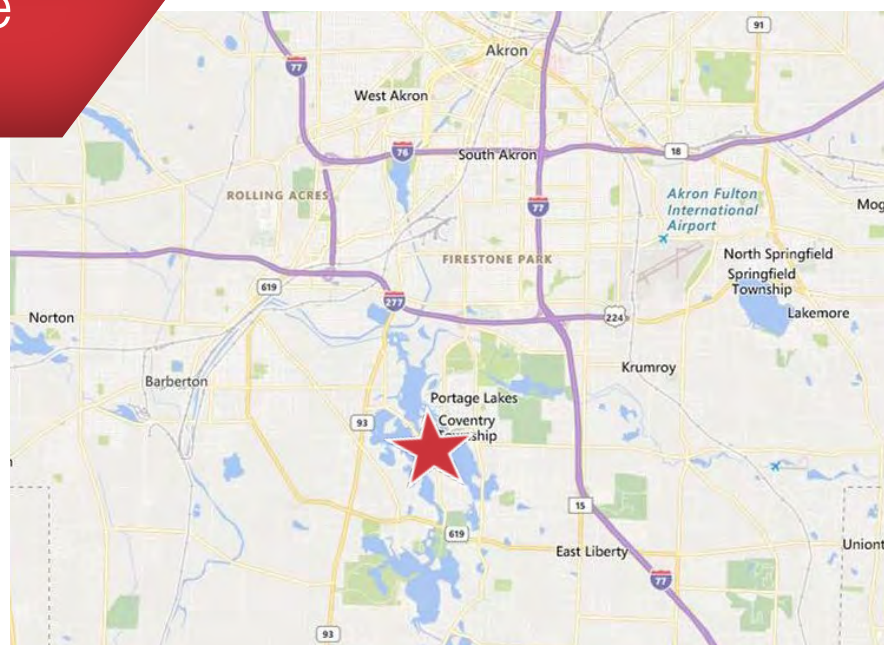 e
91
Akron
77
West Akron
76
South Akron
18
ROLLING ACRES
Akron Fulton
International
Airport
77
Mog
FIRESTONE PARK
North Springfield
Springfield
Township
619
277
224
Lakemore
Norton
Krumroy
Barberton
Portage Lakes
93
Coventry
15
619
East Liberty
Uniont
77
93